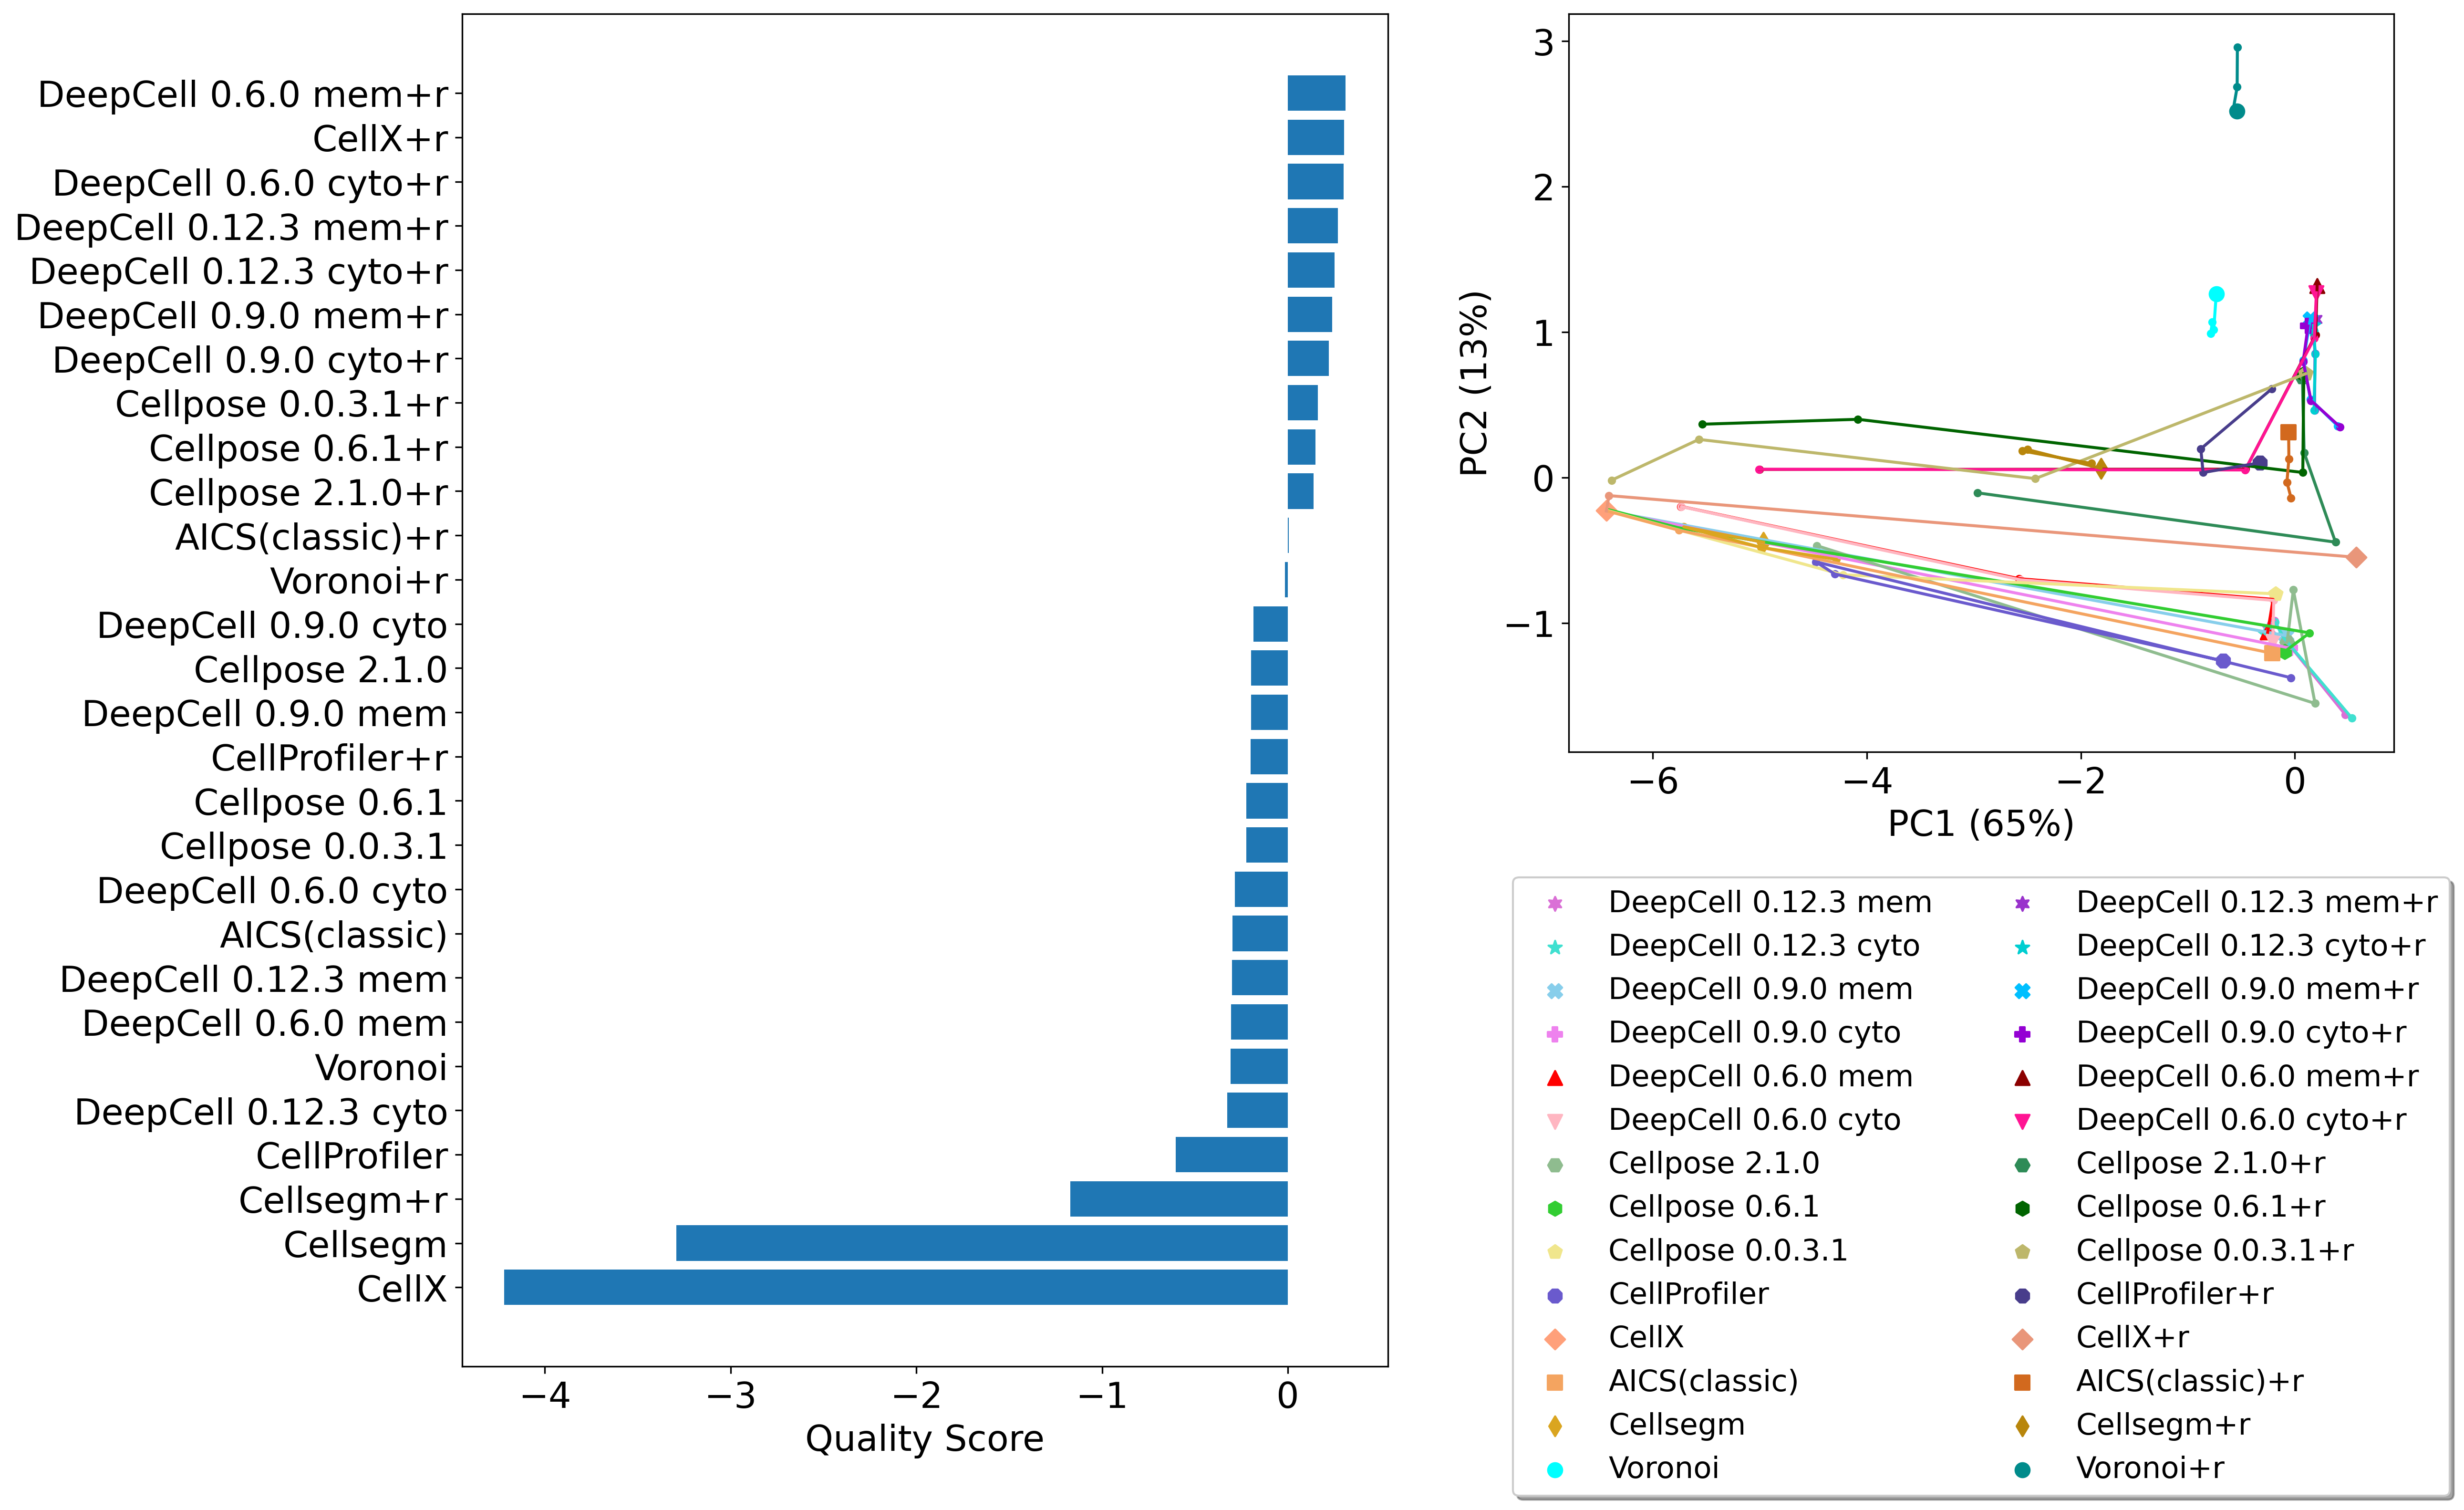 DeepCell 0.6.0 mem+r
CellX+r
DeepCell 0.6.0 cyto+r
DeepCell 0.12.3 mem+r
DeepCell 0.12.3 cyto+r
DeepCell 0.9.0 mem+r
DeepCell 0.9.0 cyto+r
Cellpose 0.0.3.1+r
Cellpose 0.6.1+r
Cellpose 2.1.0+r
AICS(classic)+r
Voronoi+r
DeepCell 0.9.0 cyto
Cellpose 2.1.0
DeepCell 0.9.0 mem
CellProfiler+r
Cellpose 0.6.1
Cellpose 0.0.3.1
DeepCell 0.6.0 cyto
AICS(classic)
DeepCell 0.12.3 mem
DeepCell 0.6.0 mem
Voronoi
DeepCell 0.12.3 cyto
CellProfiler
Cellsegm+r
Cellsegm
CellX
−4 −3 −2 −1 0
Quality Score
3
2
1
0
−1
PC2 (13%)
−6 −4 −2 0
PC1 (65%)
DeepCell 0.12.3 mem
DeepCell 0.12.3 cyto
DeepCell 0.9.0 mem
DeepCell 0.9.0 cyto
DeepCell 0.6.0 mem
DeepCell 0.6.0 cyto
Cellpose 2.1.0
Cellpose 0.6.1
Cellpose 0.0.3.1
CellProfiler
CellX
AICS(classic)
Cellsegm
Voronoi
DeepCell 0.12.3 mem+r
DeepCell 0.12.3 cyto+r
DeepCell 0.9.0 mem+r
DeepCell 0.9.0 cyto+r
DeepCell 0.6.0 mem+r
DeepCell 0.6.0 cyto+r
Cellpose 2.1.0+r
Cellpose 0.6.1+r
Cellpose 0.0.3.1+r
CellProfiler+r
CellX+r
AICS(classic)+r
Cellsegm+r
Voronoi+r